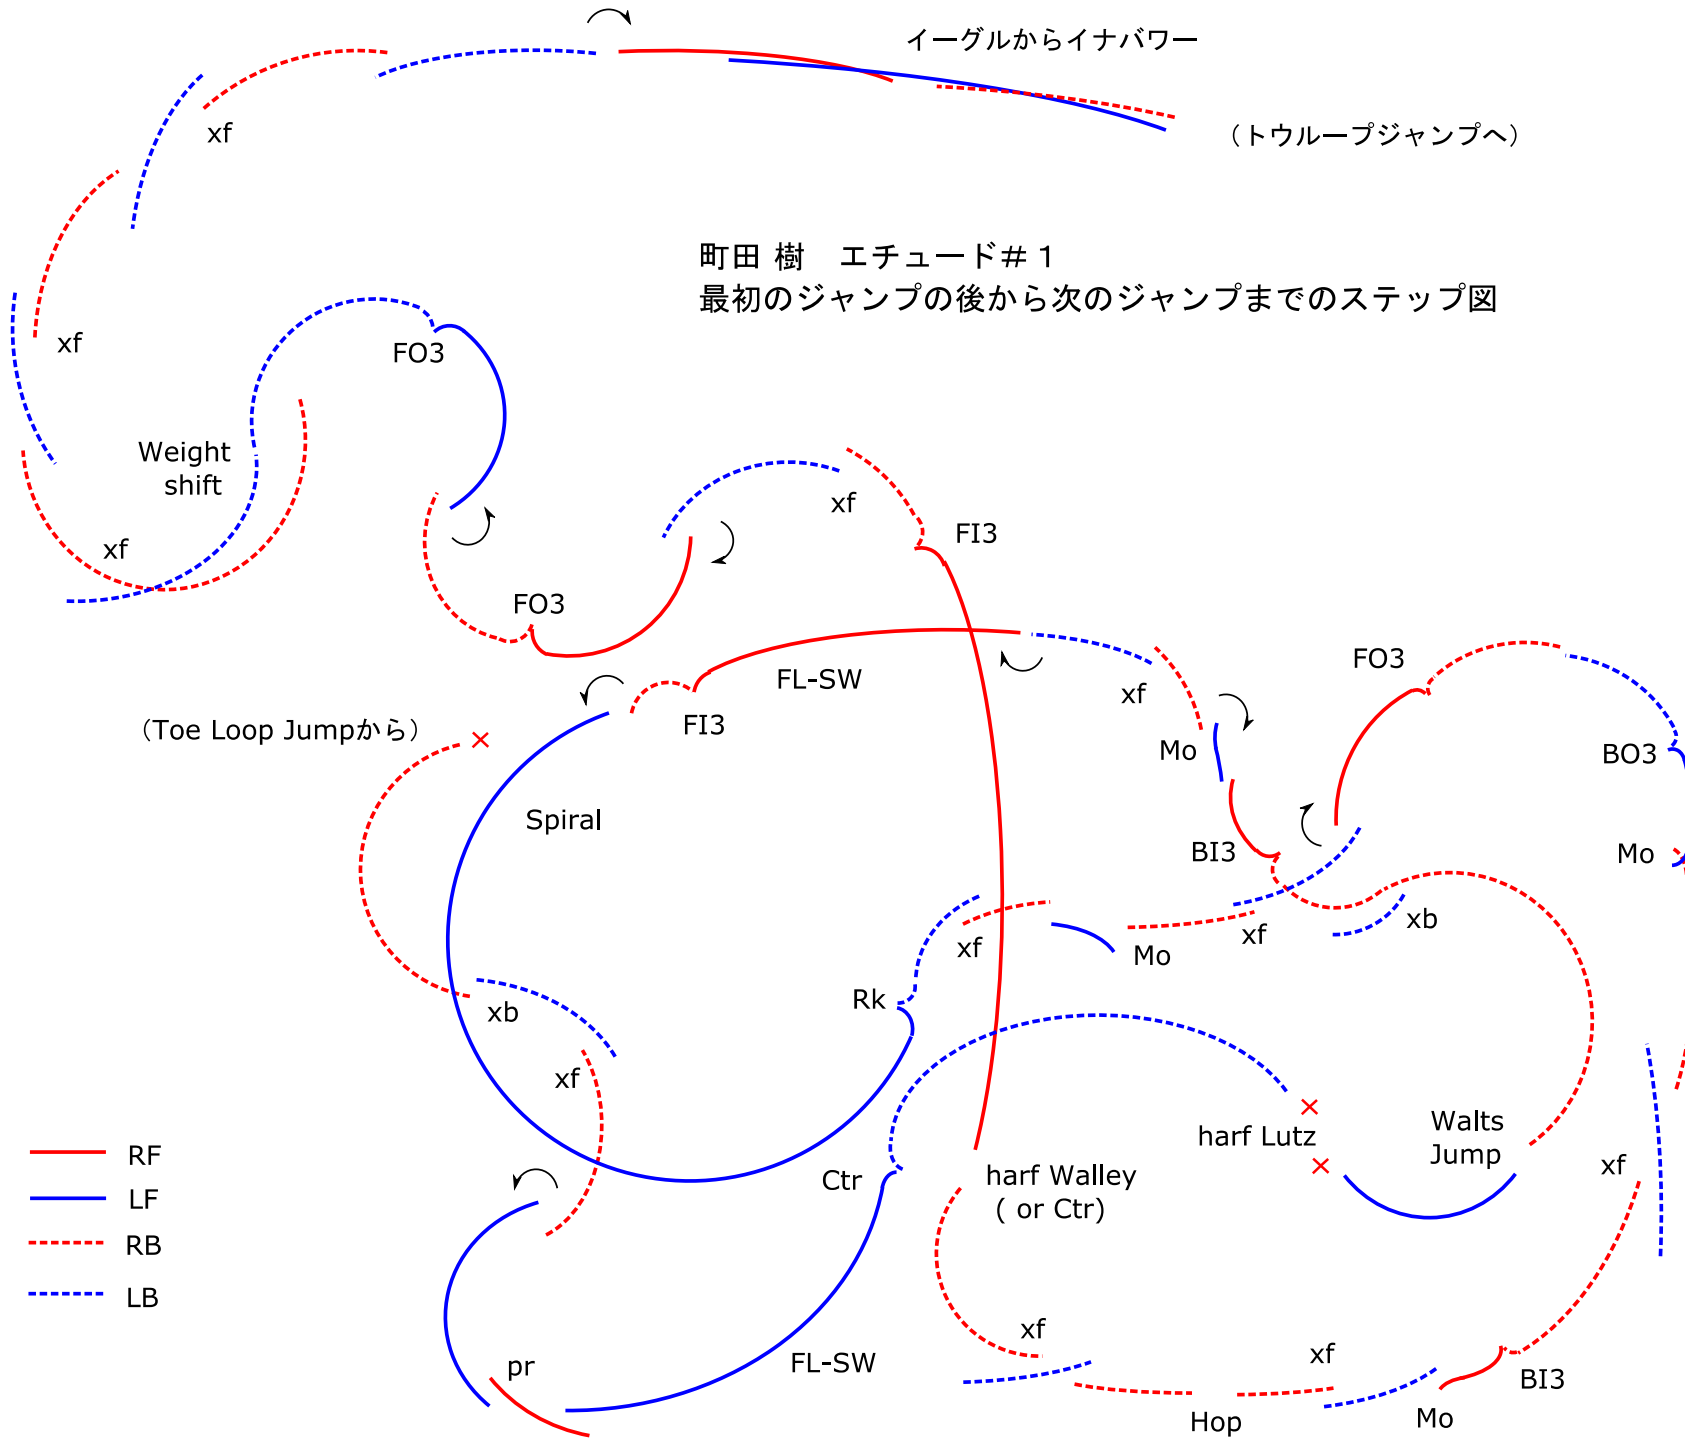 イーグルからイナバワー
xf
（トウループジャンプへ）
町田 樹　エチュード＃１
最初のジャンプの後から次のジャンプまでのステップ図
xf
FO3
Weight
shift
xf
xf
FI3
FO3
FO3
FL-SW
xf
FI3
（Toe Loop Jumpから）
Mo
BO3
Spiral
BI3
Mo
xf
Mo
xf
xb
Rk
xb
xf
harf Lutz
Walts
Jump
RF
xf
Ctr
harf Walley
( or Ctr)
LF
RB
LB
xf
xf
pr
FL-SW
BI3
Hop
Mo